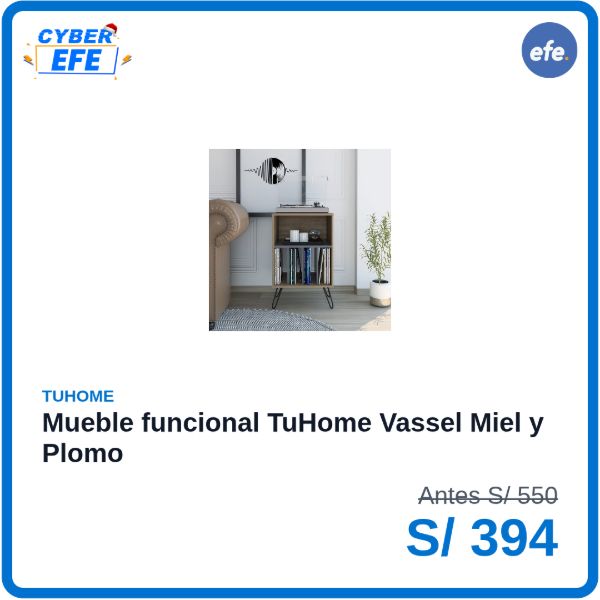 CYBER
EFE
efe.
TUHOME
Mueble funcional TuHome Vassel Miel y
Plomo
Antes S/ 550
S/ 394